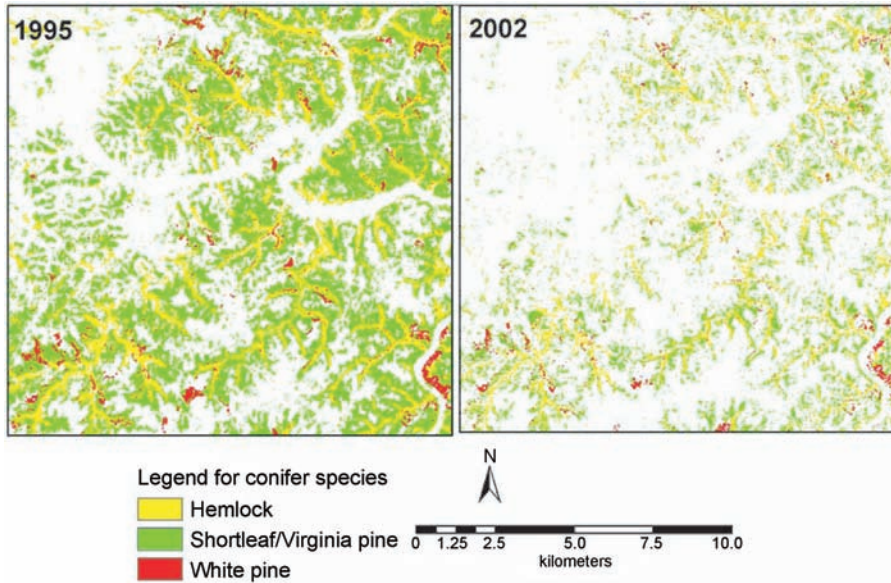 1995
2002
Legend for conifer species
Hemlock
Shortleaf/Virginia pine
White pine
N
0 1.25 2.5 5.0 7.5 10.0
kilometers